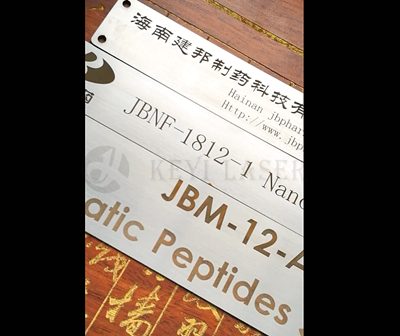 海南建邦制药科技有
Hainan jbphar
Http://www.jbp
JBNF-1812-1 Nano
KEYI LASER
JBM-12-A
atic Peptides